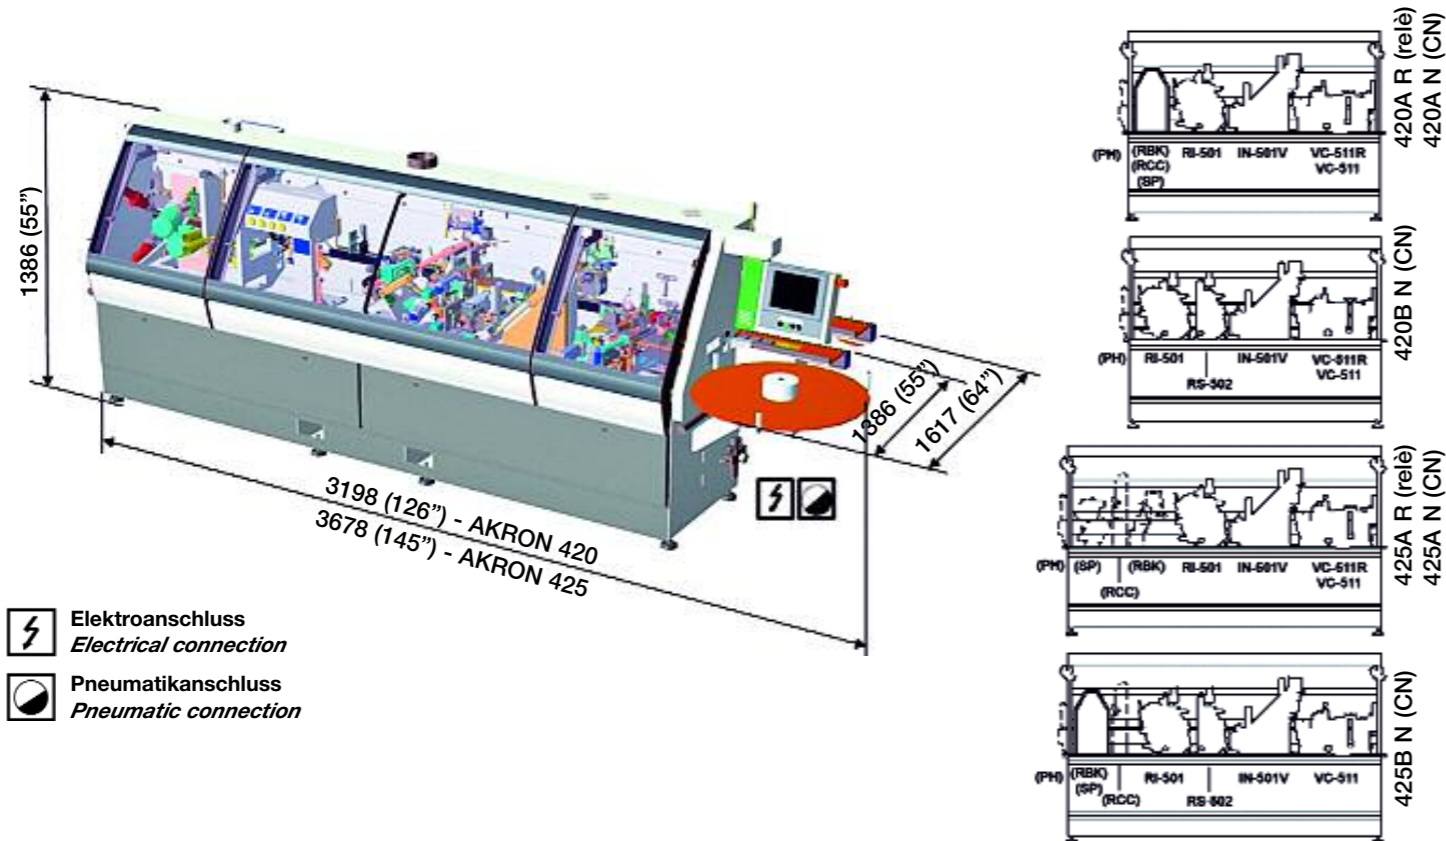 1386 (55”)
3198 (126”) - AKRON 420
3678 (145”) - AKRON 425
1386 (55”)
1617 (64”)
Elektroanschluss
Electrical connection
Pneumatikanschluss
Pneumatic connection
(PH) (RBK) RI-501 IN-501V VC-511R
(RCC) VC-511
(SP)
420A R (relè)
420A N (CN)
(PH) RI-501 IN-501V VC-511R
RS-502 VC-511
420B N (CN)
(PH) (SP) (RBK) RI-501 IN-501V VC-511R
(RCC) VC-511
425A R (relè)
425A N (CN)
(PH) (RBK) RI-501 IN-501V VC-511
(SP)
(RCC) RS-502
425B N (CN)